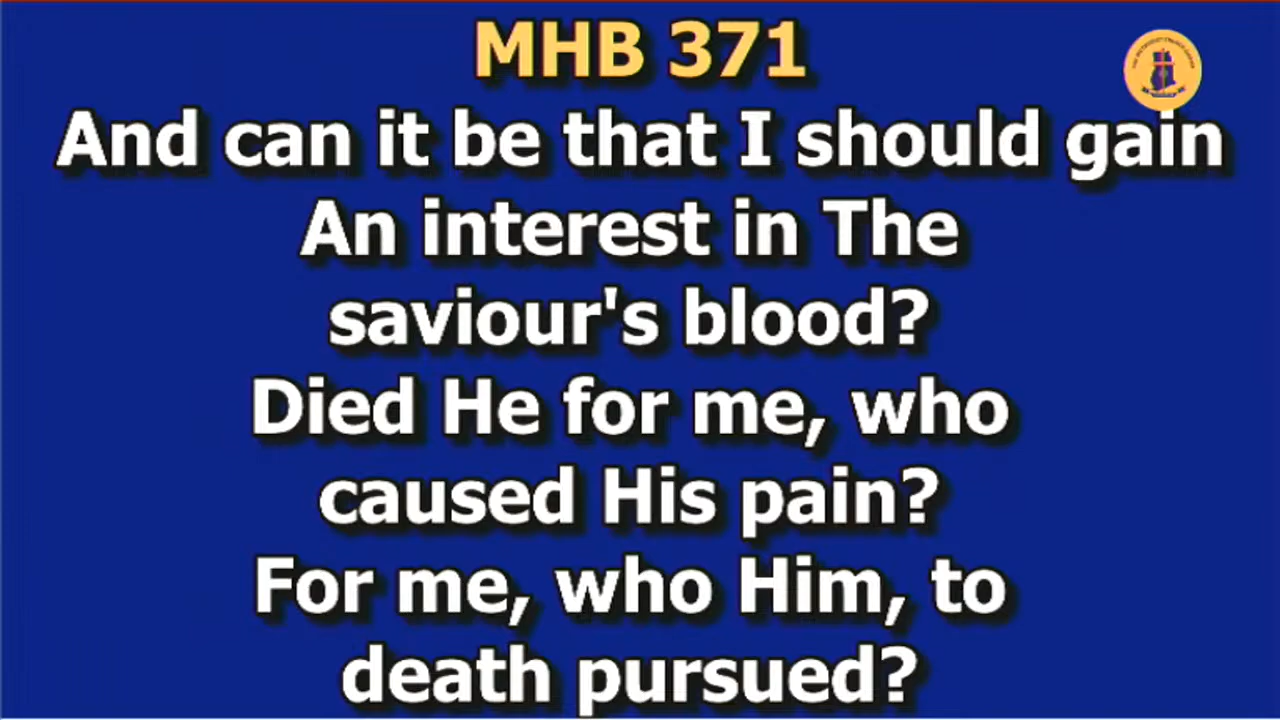 MHB 371
And can it be that I should gain
An interest in The
saviour's blood?
Died He for me, who
caused His pain?
For me, who Him, to
death pursued?